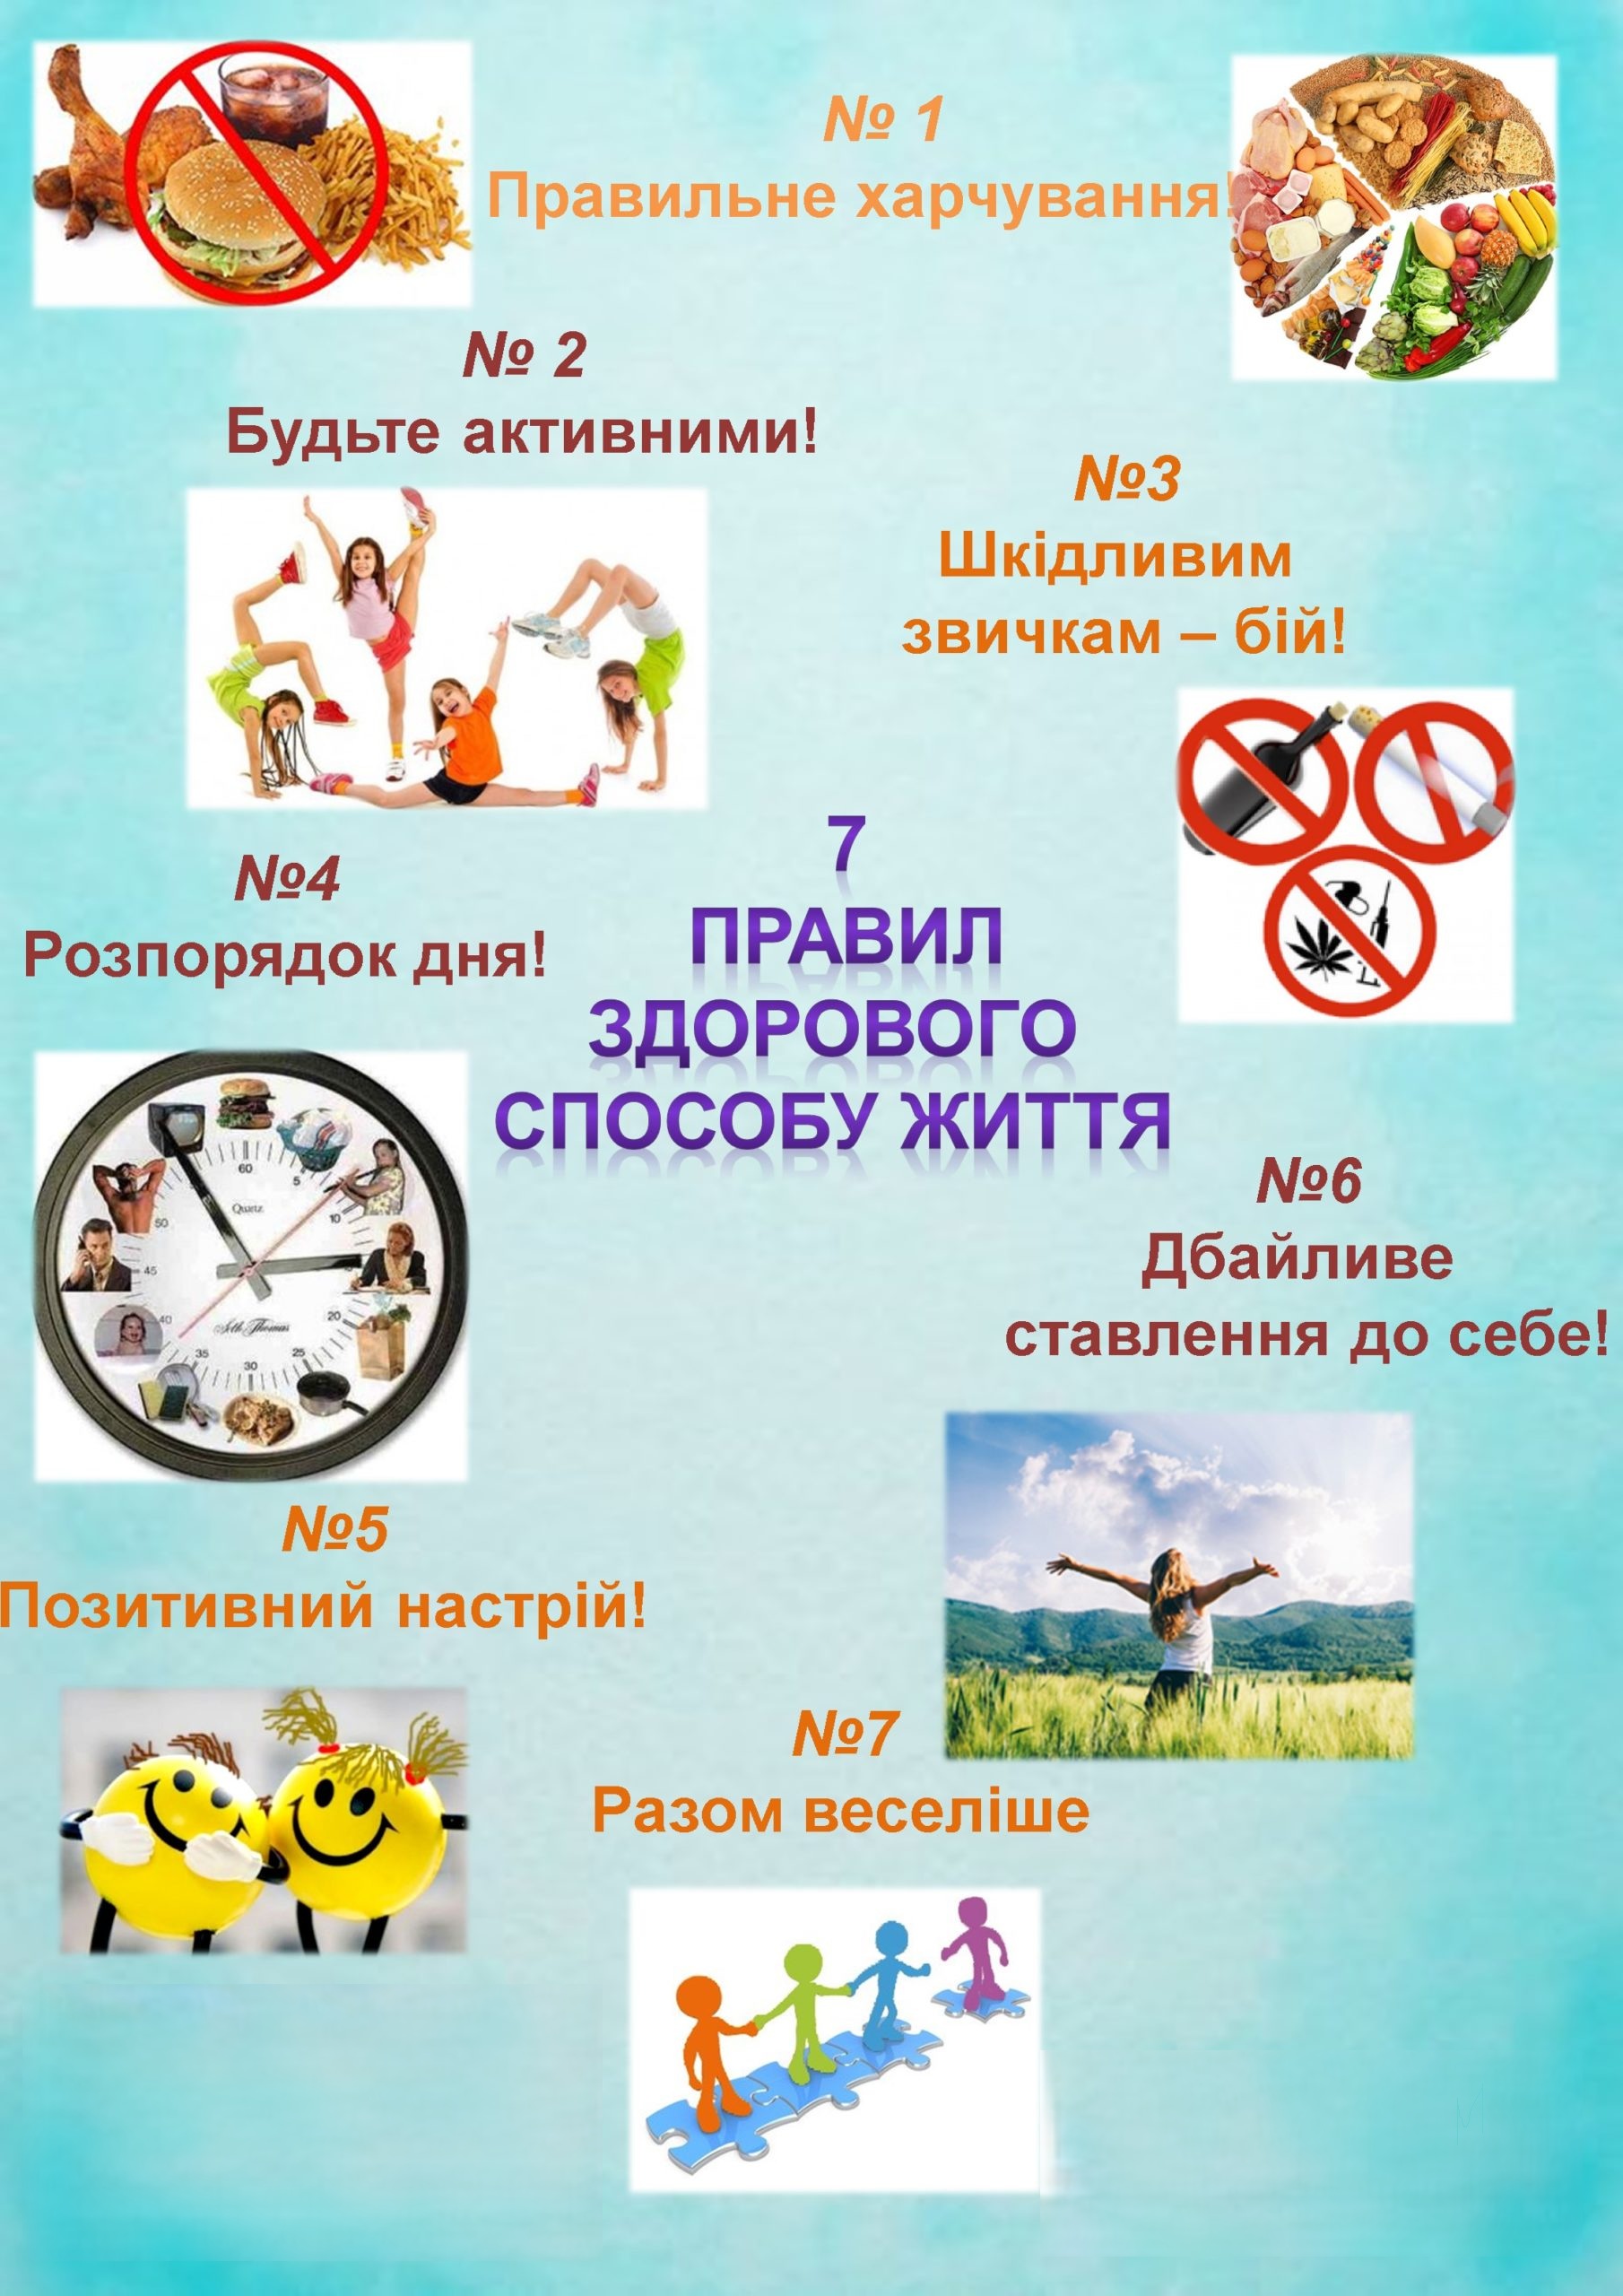 № 1
Правильне харчування!
№ 2
Будьте активними!
№3
Шкідливим
звичкам – бій!
№4
Розпорядок дня!
7
ПРАВИЛ
ЗДОРОВОГО
СПОСОБУ ЖИТТЯ
60
5
10
20
25
30
35
40
45
50
Quartz
Seth Thomas
№6
Дбайливе
ставлення до себе!
№5
Позитивний настрій!
№7
Разом веселіше